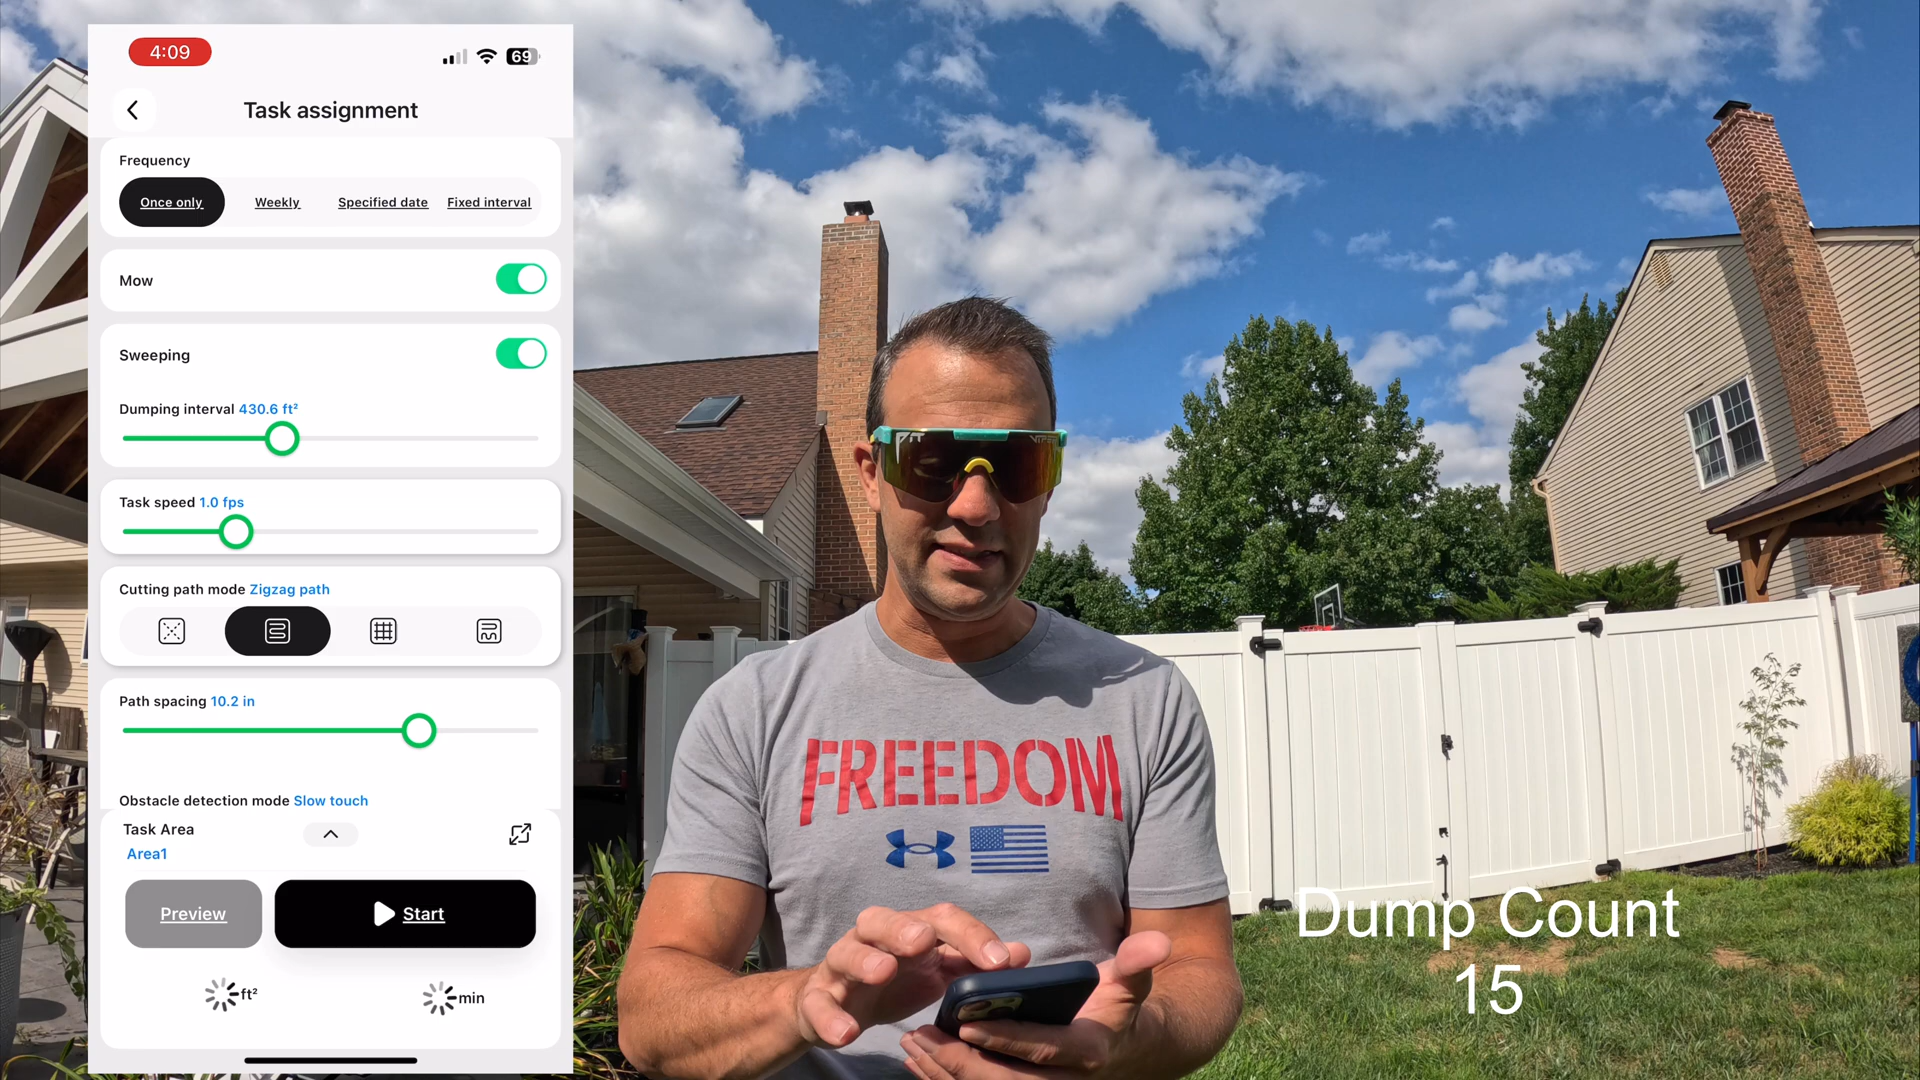 4:09
69
Task assignment
Frequency
Once only
Weekly
Specified date
Fixed interval
Mow
Sweeping
Dumping interval 430.6 ft²
Task speed 1.0 fps
Cutting path mode Zigzag path
Path spacing 10.2 in
Obstacle detection mode Slow touch
Task Area
Area1
Preview
Start
ft²
min
PIT
VIPER
FREEDOM
Dump Count
15